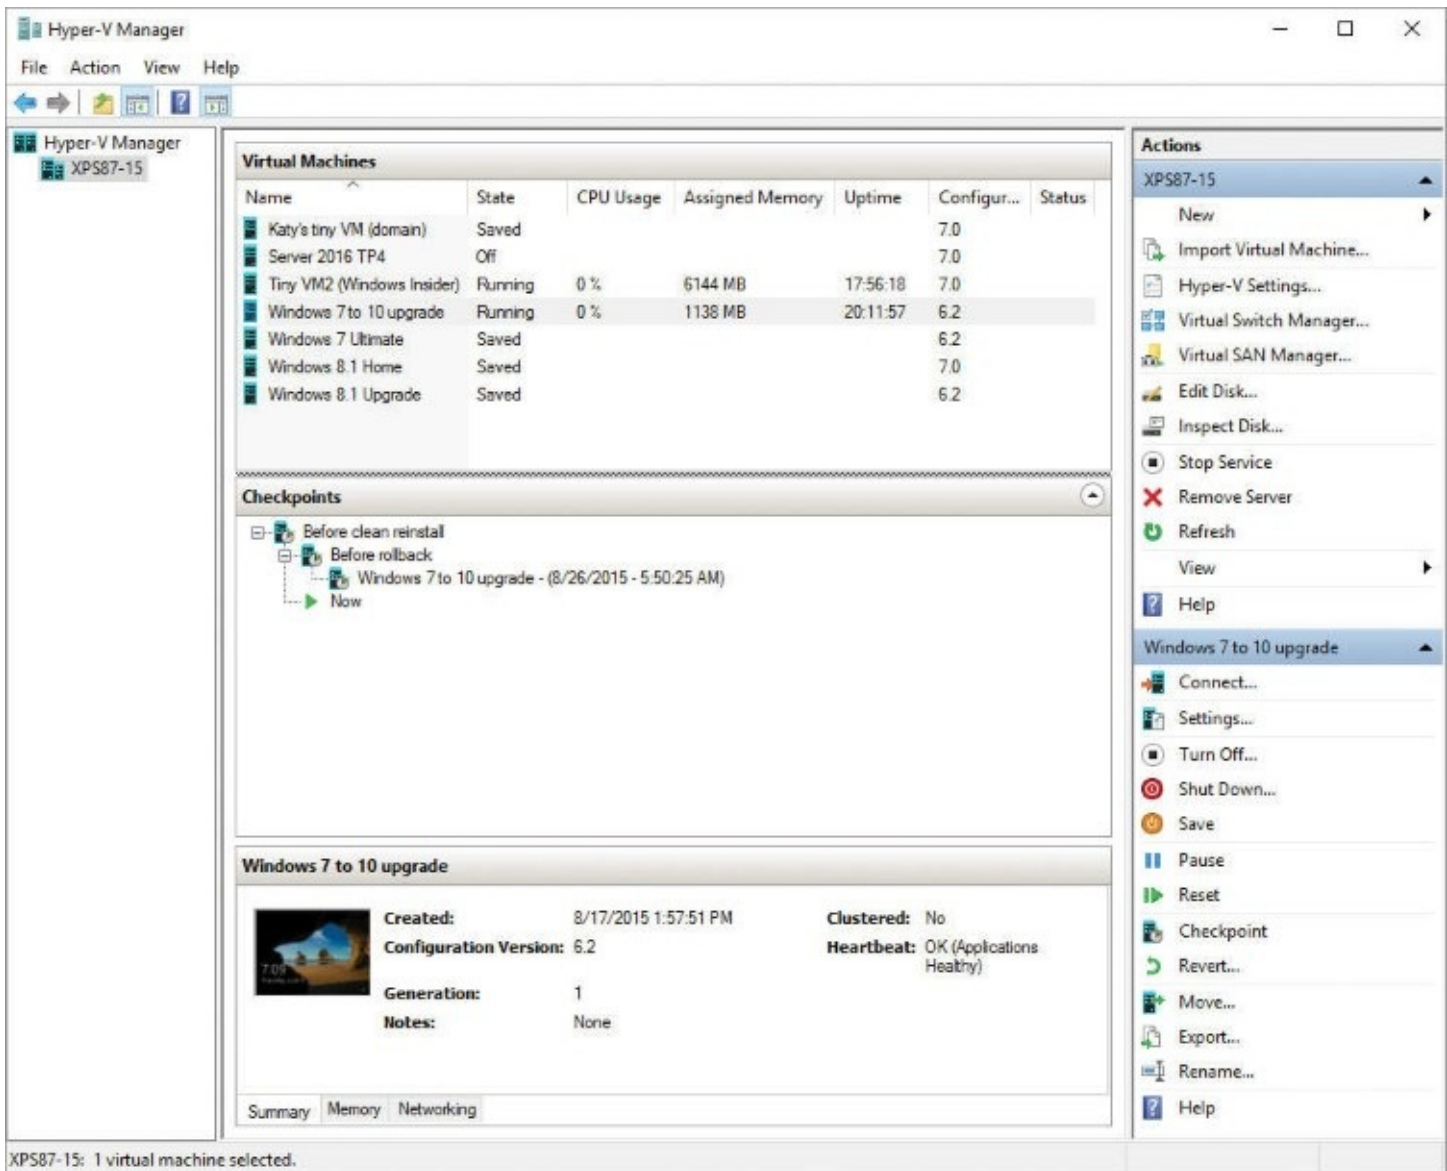 Hyper-V Manager
File Action View Help
Hyper-V Manager
XPS87-15
Virtual Machines
Name State CPU Usage Assigned Memory Uptime Configur... Status
Katy's tiny VM (domain) Saved 7.0
Server 2016 TP4 Off 7.0
Tiny VM2 (Windows Insider) Running 0 % 6144 MB 17:56:18 7.0
Windows 7 to 10 upgrade Running 0 % 1138 MB 20:11:57 6.2
Windows 7 Ultimate Saved 6.2
Windows 8.1 Home Saved 7.0
Windows 8.1 Upgrade Saved 6.2
Checkpoints
Before clean reinstall
Before rollback
Windows 7 to 10 upgrade - (8/26/2015 - 5:50:25 AM)
Now
Windows 7 to 10 upgrade
7:09
Created: 8/17/2015 1:57:51 PM Clustered: No
Configuration Version: 6.2 Heartbeat: OK (Applications
Healthy)
Generation: 1
Notes: None
Summary Memory Networking
Actions
XPS87-15
New
Import Virtual Machine...
Hyper-V Settings...
Virtual Switch Manager...
Virtual SAN Manager...
Edit Disk...
Inspect Disk...
Stop Service
Remove Server
Refresh
View
Help
Windows 7 to 10 upgrade
Connect...
Settings...
Turn Off...
Shut Down...
Save
Pause
Reset
Checkpoint
Revert...
Move...
Export...
Rename...
Help
XPS87-15: 1 virtual machine selected.